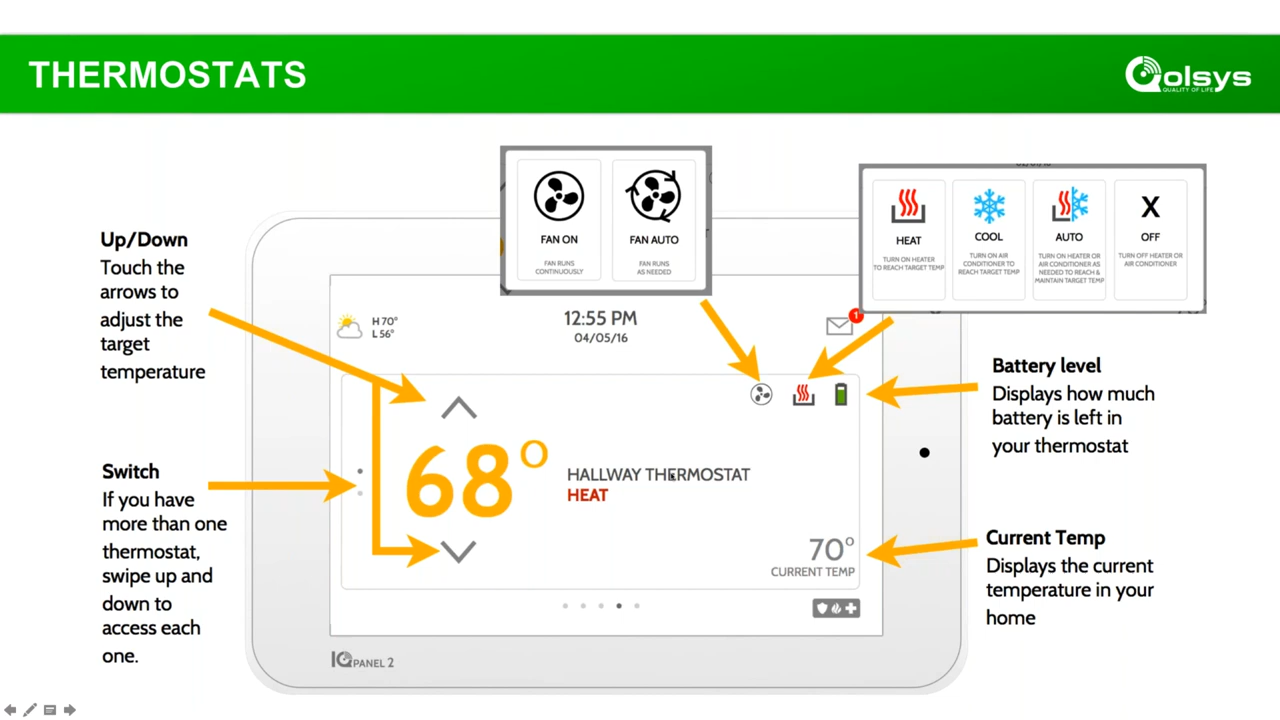 THERMOSTATS
Qolsys
QUALITY OF LIFE
FAN ON
FAN RUNS
CONTINUOUSLY
FAN AUTO
FAN RUNS
AS NEEDED
HEAT
TURN ON HEATER
TO REACH TARGET TEMP
COOL
TURN ON AIR
CONDITIONER TO
REACH TARGET TEMP
AUTO
TURN ON HEATER OR
AIR CONDITIONER AS
NEEDED TO REACH &
MAINTAIN TARGET TEMP
X
OFF
TURN OFF HEATER OR
AIR CONDITIONER
Up/Down
Touch the
arrows to
adjust the
target
temperature
Switch
If you have
more than one
thermostat,
swipe up and
down to
access each
one.
H 70°
L 56°
12:55 PM
04/05/16
1
68°
HALLWAY THERMOSTAT
HEAT
70°
CURRENT TEMP
IQ PANEL 2
Battery level
Displays how much
battery is left in
your thermostat
Current Temp
Displays the current
temperature in your
home